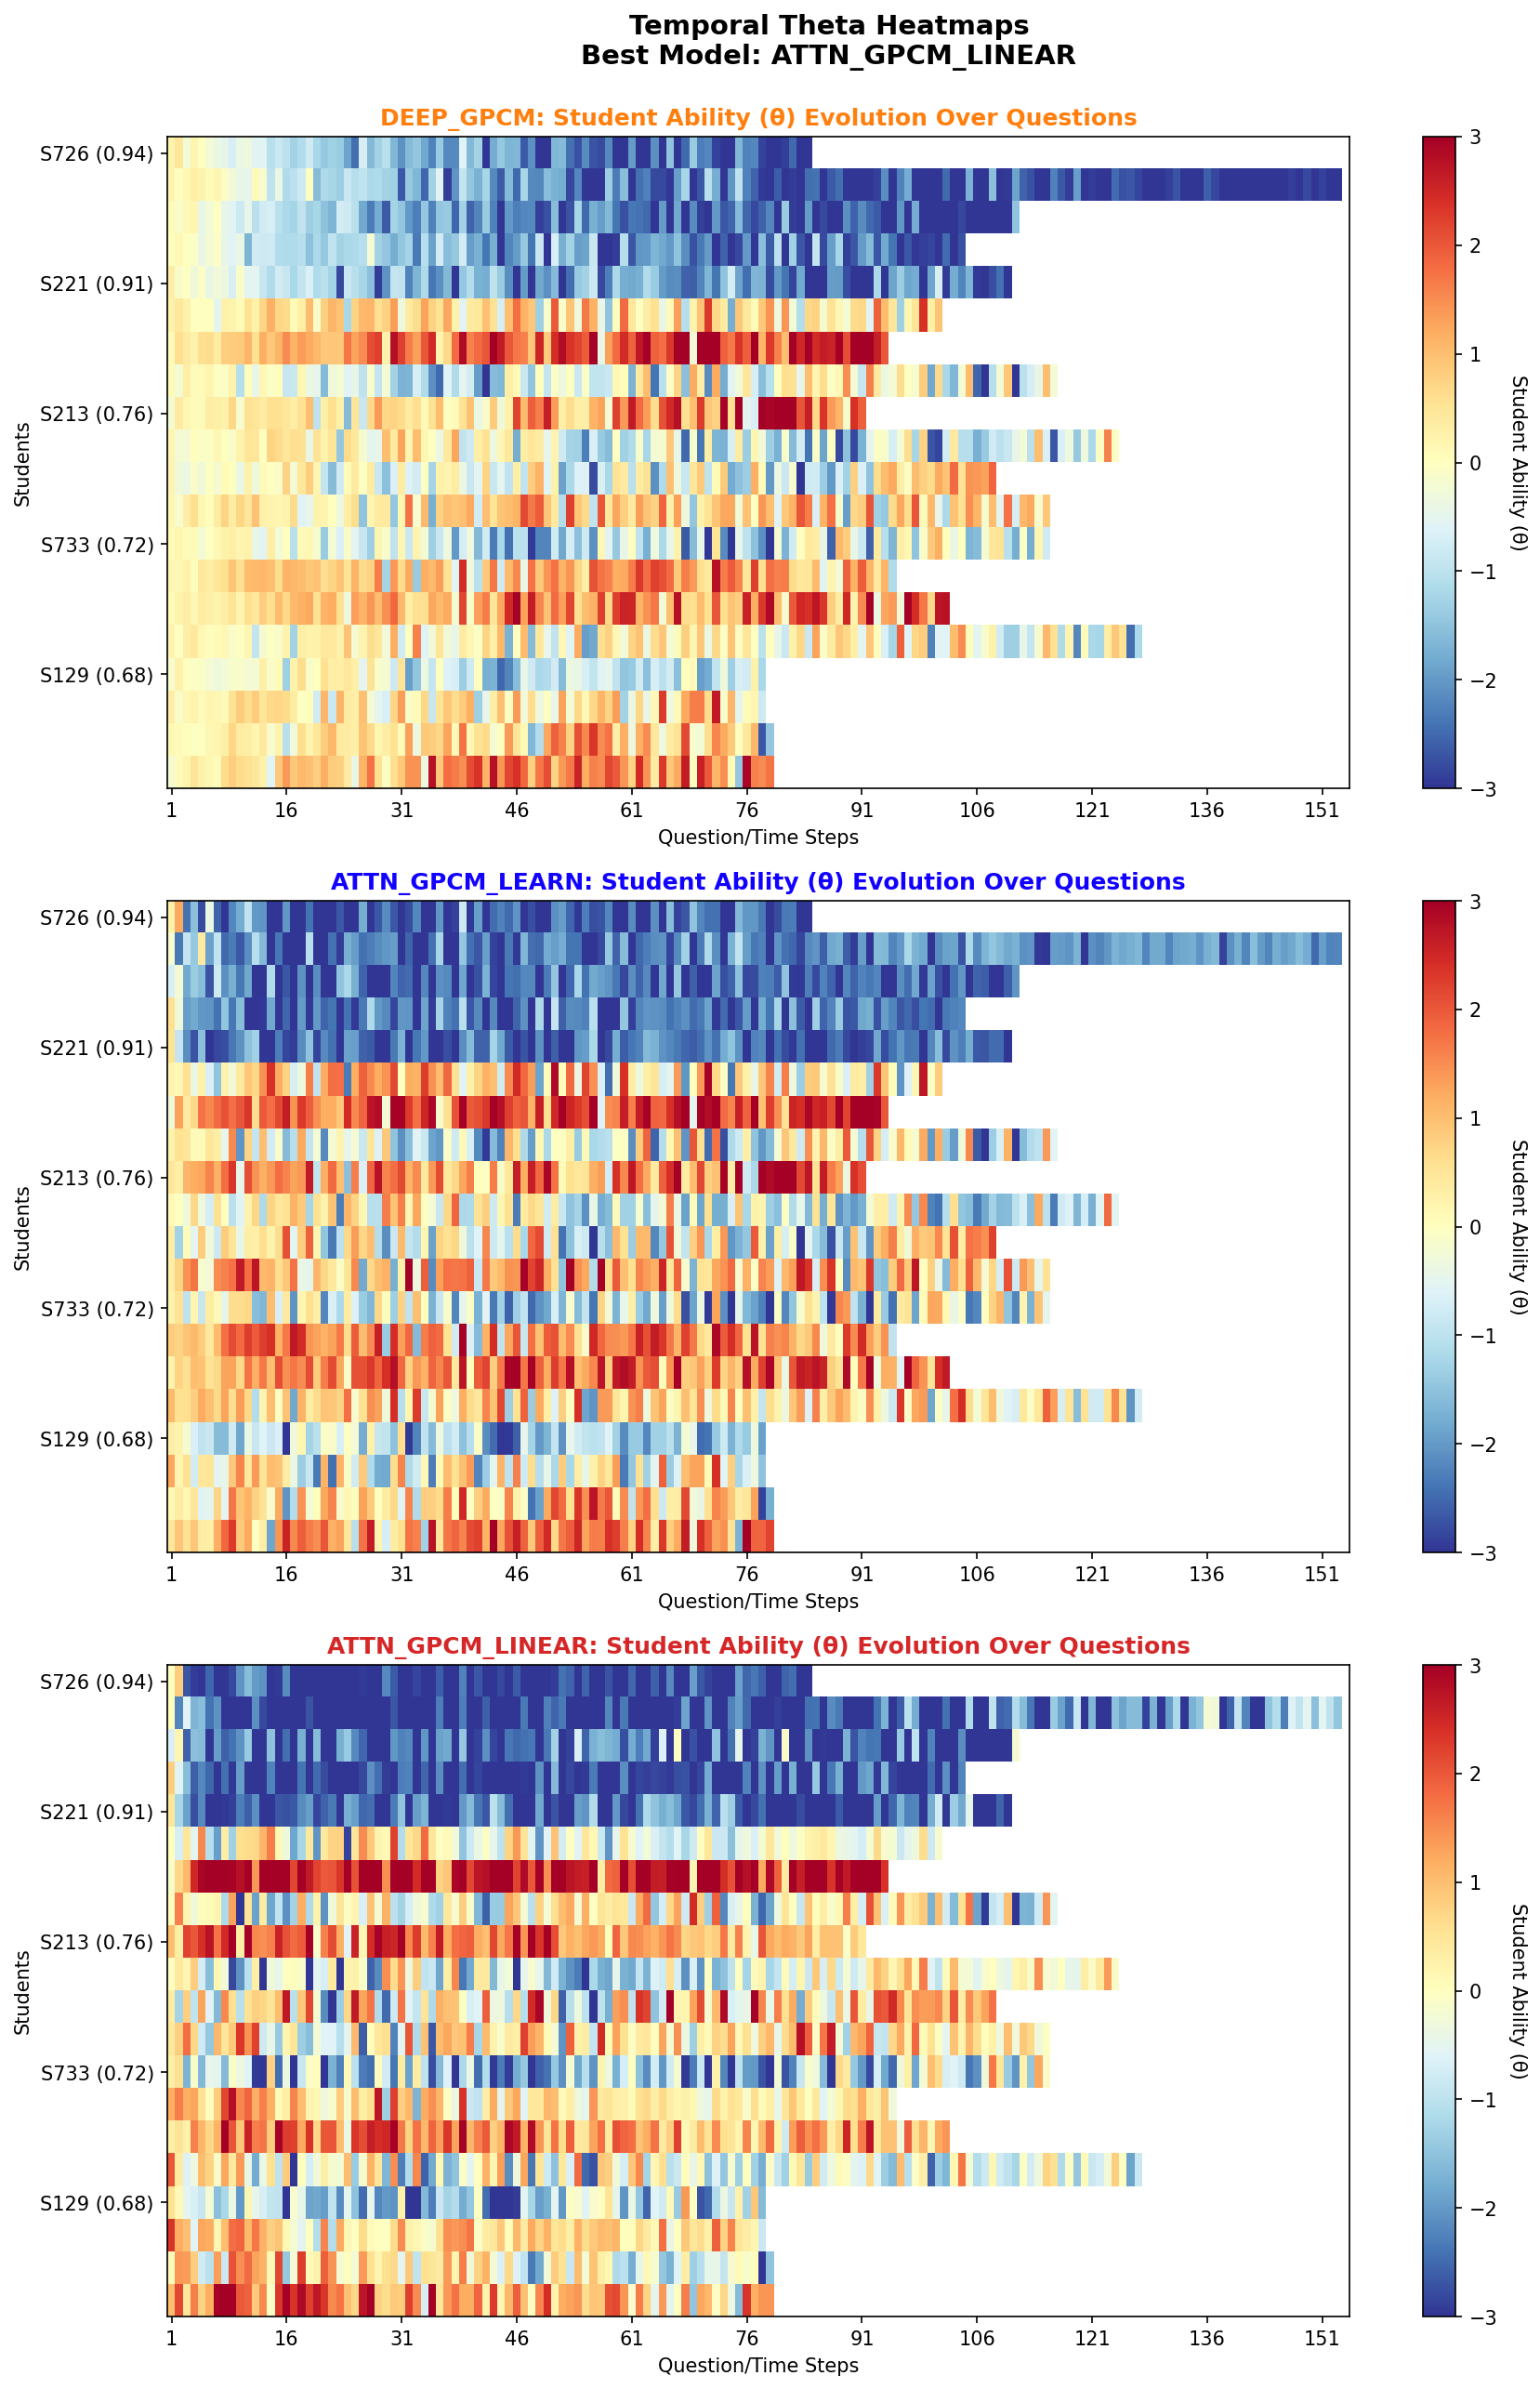 Temporal Theta Heatmaps
Best Model: ATTN_GPCM_LINEAR
DEEP_GPCM: Student Ability (θ) Evolution Over Questions
S726 (0.94)
S221 (0.91)
S213 (0.76)
S733 (0.72)
S129 (0.68)
Students
1 16 31 46 61 76 91 106 121 136 151
Question/Time Steps
3
2
1
0
−1
−2
−3
Student Ability (θ)
ATTN_GPCM_LEARN: Student Ability (θ) Evolution Over Questions
S726 (0.94)
S221 (0.91)
S213 (0.76)
S733 (0.72)
S129 (0.68)
Students
1 16 31 46 61 76 91 106 121 136 151
Question/Time Steps
3
2
1
0
−1
−2
−3
Student Ability (θ)
ATTN_GPCM_LINEAR: Student Ability (θ) Evolution Over Questions
S726 (0.94)
S221 (0.91)
S213 (0.76)
S733 (0.72)
S129 (0.68)
Students
1 16 31 46 61 76 91 106 121 136 151
Question/Time Steps
3
2
1
0
−1
−2
−3
Student Ability (θ)